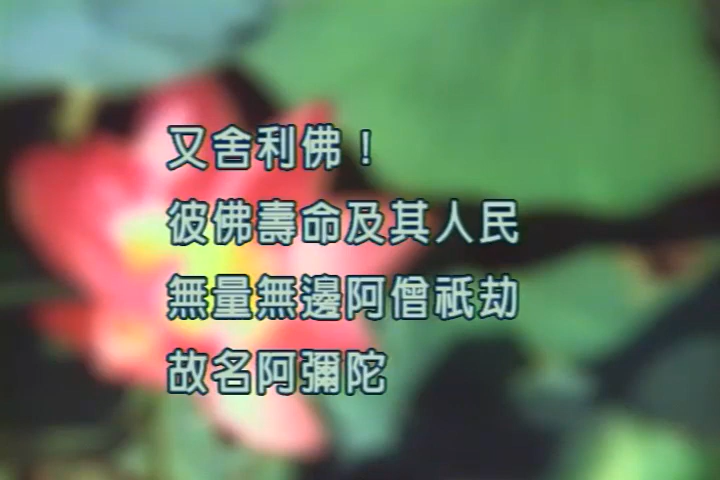 又舍利佛！
彼佛壽命及其人民
無量無邊阿僧祇劫
故名阿彌陀